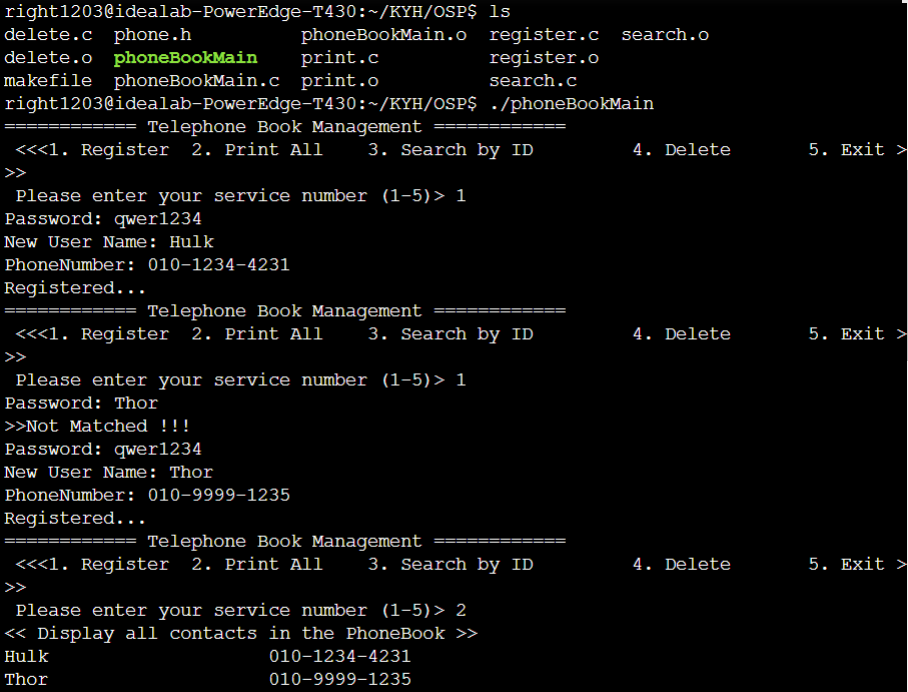 right1203@idealab-PowerEdge-T430:~/KYH/OSP$ ls
delete.c  phone.h          phoneBookMain.o  register.c  search.o
delete.o  phoneBookMain    print.c          register.o
makefile  phoneBookMain.c  print.o          search.c
right1203@idealab-PowerEdge-T430:~/KYH/OSP$ ./phoneBookMain
============ Telephone Book Management ============
 <<<1. Register  2. Print All    3. Search by ID         4. Delete       5. Exit >
>>
 Please enter your service number (1-5)> 1
Password: qwer1234
New User Name: Hulk
PhoneNumber: 010-1234-4231
Registered...
============ Telephone Book Management ============
 <<<1. Register  2. Print All    3. Search by ID         4. Delete       5. Exit >
>>
 Please enter your service number (1-5)> 1
Password: Thor
>>Not Matched !!!
Password: qwer1234
New User Name: Thor
PhoneNumber: 010-9999-1235
Registered...
============ Telephone Book Management ============
 <<<1. Register  2. Print All    3. Search by ID         4. Delete       5. Exit >
>>
 Please enter your service number (1-5)> 2
<< Display all contacts in the PhoneBook >>
Hulk                    010-1234-4231
Thor                    010-9999-1235